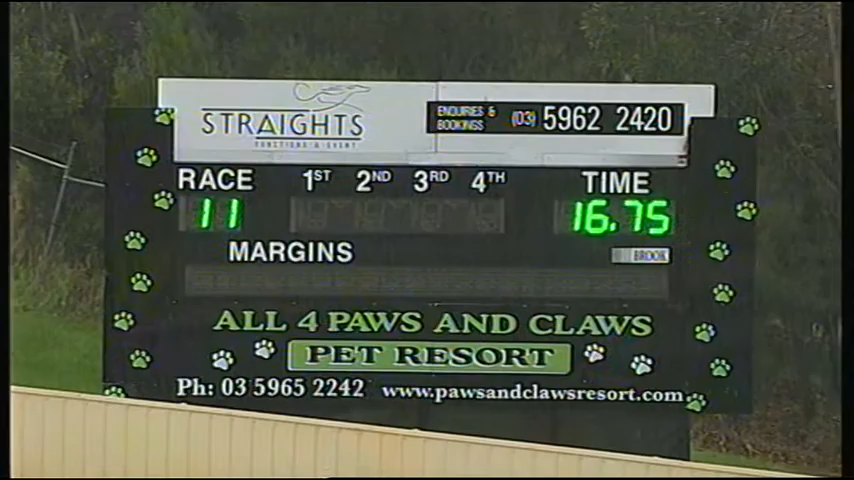 STRAIGHTS
FUNCTIONS & EVENT
ENQUIRIES & BOOKINGS (03) 5962 2420
RACE 1ST 2ND 3RD 4TH TIME
11 16.75
MARGINS BROOK
ALL 4 PAWS AND CLAWS
PET RESORT
Ph: 03 5965 2242 www.pawsandclawsresort.com